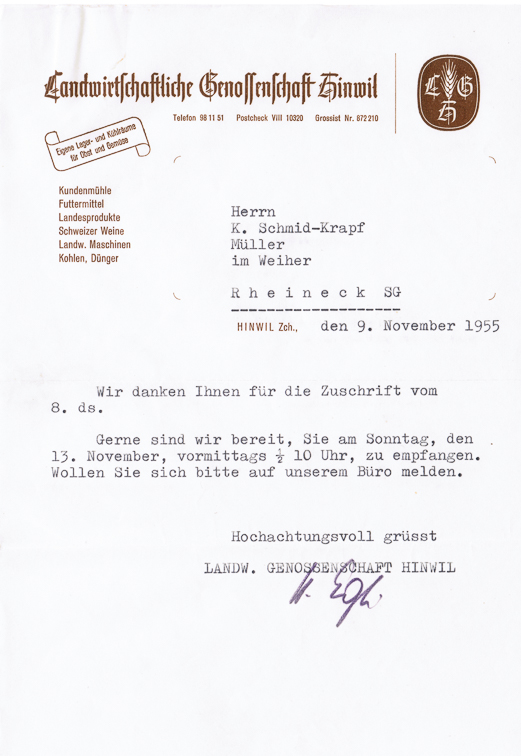 Landwirtschaftliche Genossenschaft Hinwil
L G
H
Telefon 98 11 51 Postcheck VIII 10320 Grossist Nr. 872 210
Eigene Lager- und Kühlräume
für Obst und Gemüse
Kundenmühle
Futtermittel
Landesprodukte
Schweizer Weine
Landw. Maschinen
Kohlen, Dünger
Herrn
K. Schmid-Krapf
Müller
im Weiher
Rheineck SG
HINWIL Zch., den 9. November 1955
Wir danken Ihnen für die Zuschrift vom
8. ds.
Gerne sind wir bereit, Sie am Sonntag, den
13. November, vormittags ½ 10 Uhr, zu empfangen.
Wollen Sie sich bitte auf unserem Büro melden.
Hochachtungsvoll grüsst
LANDW. GENOSSENSCHAFT HINWIL